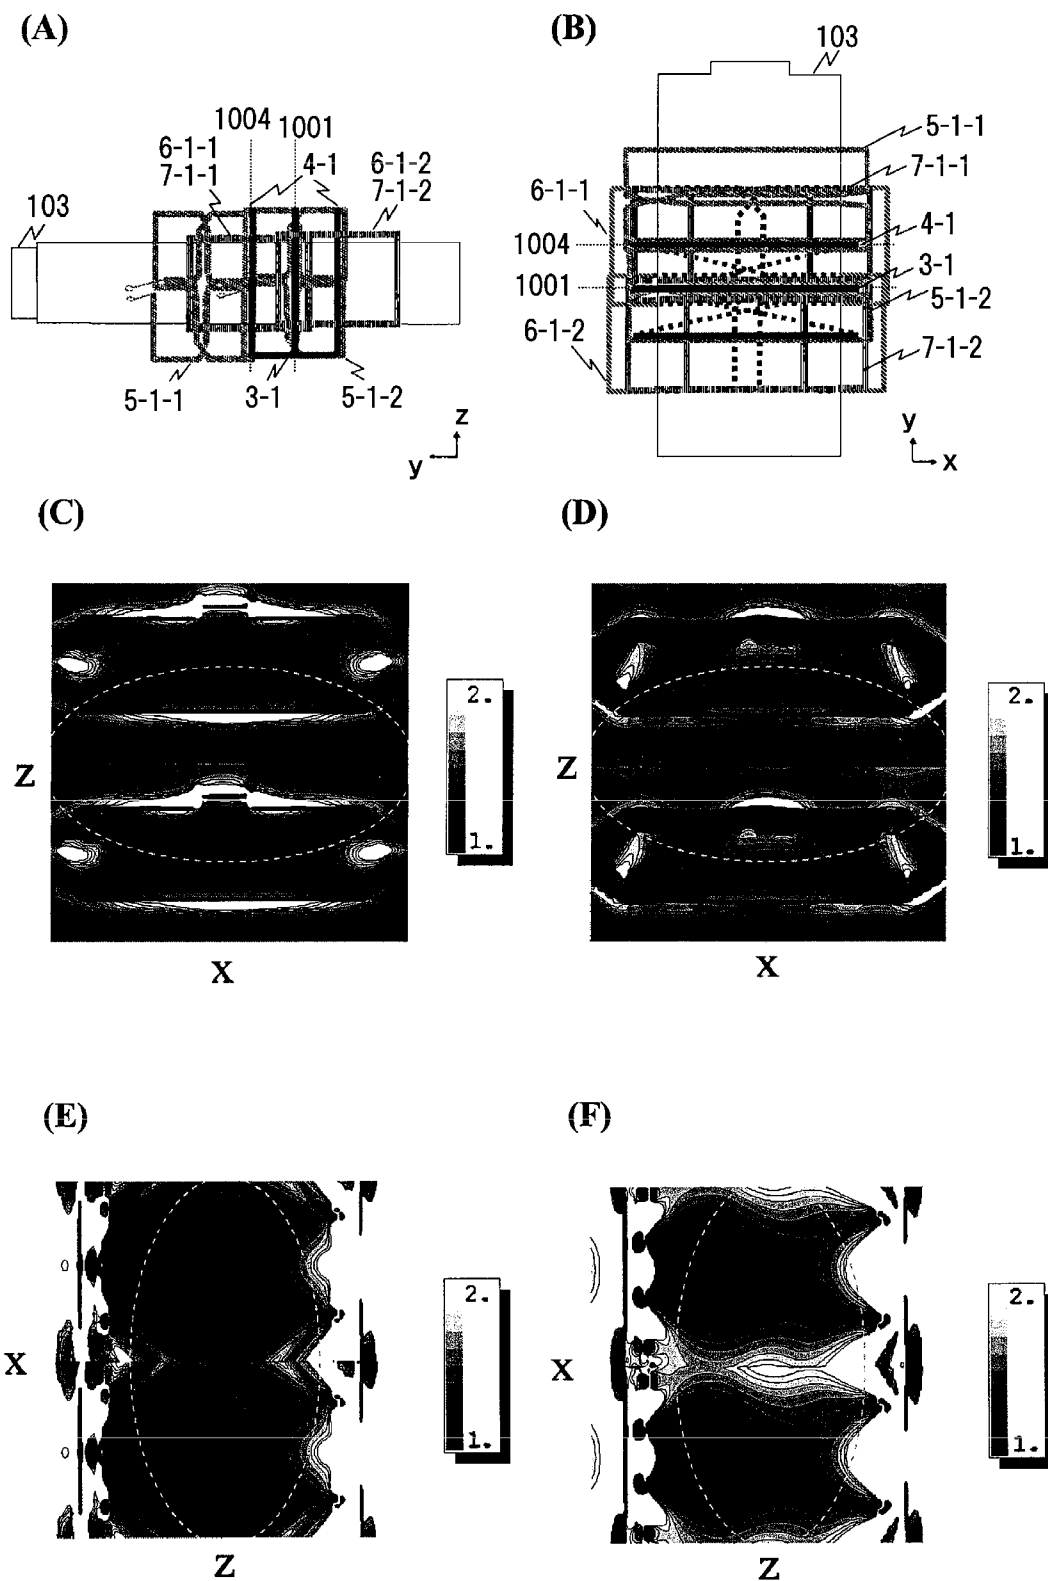 (A)
(B)
103
1004 1001
6-1-1
7-1-1
4-1
6-1-2
7-1-2
103
5-1-1
3-1
5-1-2
z
y
5-1-1
7-1-1
6-1-1
1004
4-1
3-1
1001
5-1-2
6-1-2
7-1-2
y
x
(C)
(D)
2.
1.
Z
X
2.
1.
Z
X
(E)
(F)
2.
1.
X
Z
2.
1.
X
Z